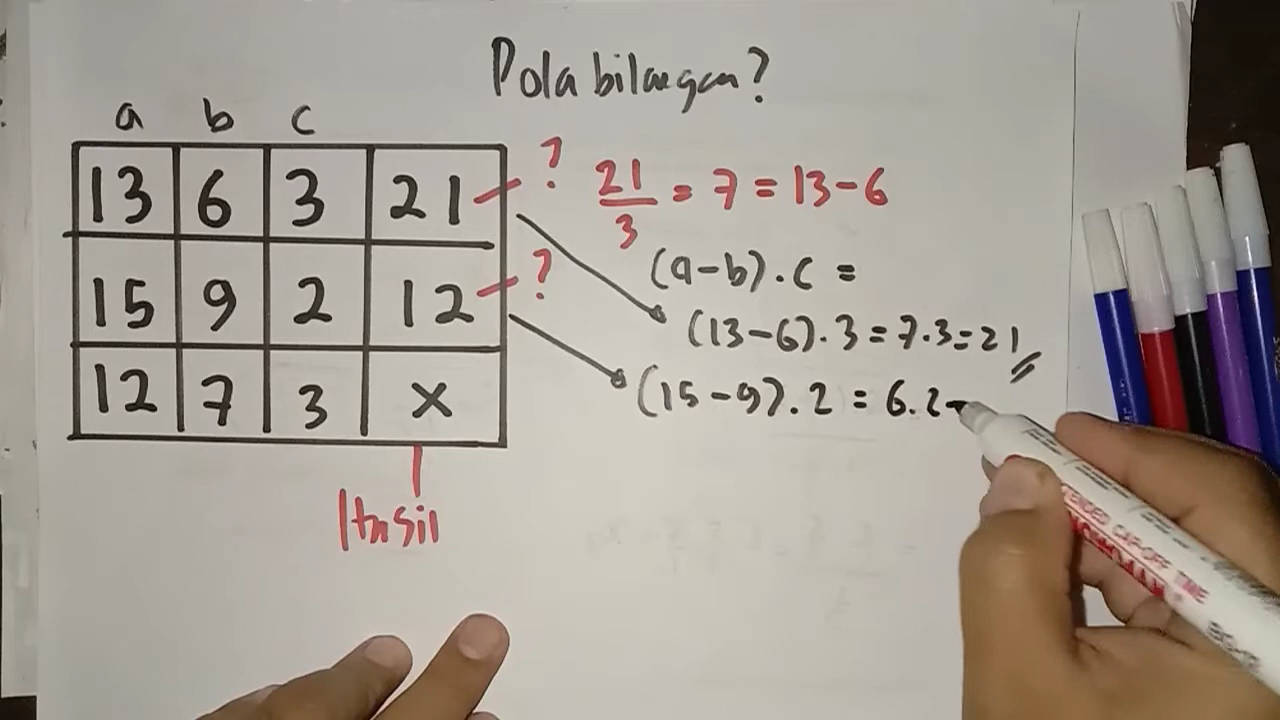 Pola bilangan?
a b c
13 6 3 21 ? 21/3 = 7 = 13-6
(a-b).c =
15 9 2 12 ?
(13-6).3 = 7.3 = 21
12 7 3 x
(15-9).2 = 6.2
Hasil